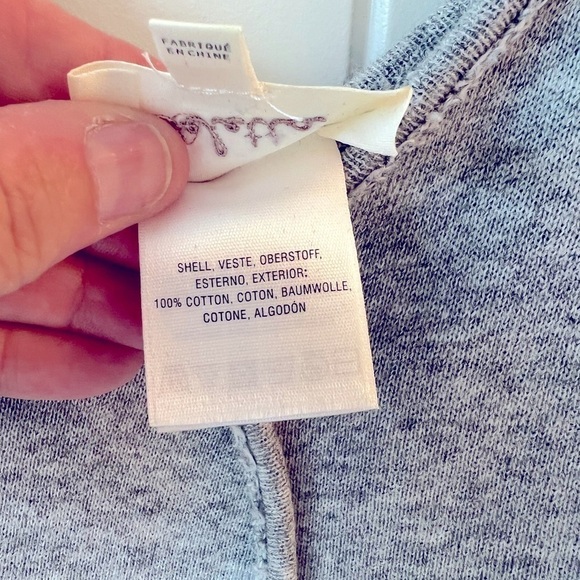 FABRIQUÉ
EN CHINE
SHELL, VESTE, OBERSTOFF,
ESTERNO, EXTERIOR:
100% COTTON, COTON, BAUMWOLLE,
COTONE, ALGODÓN